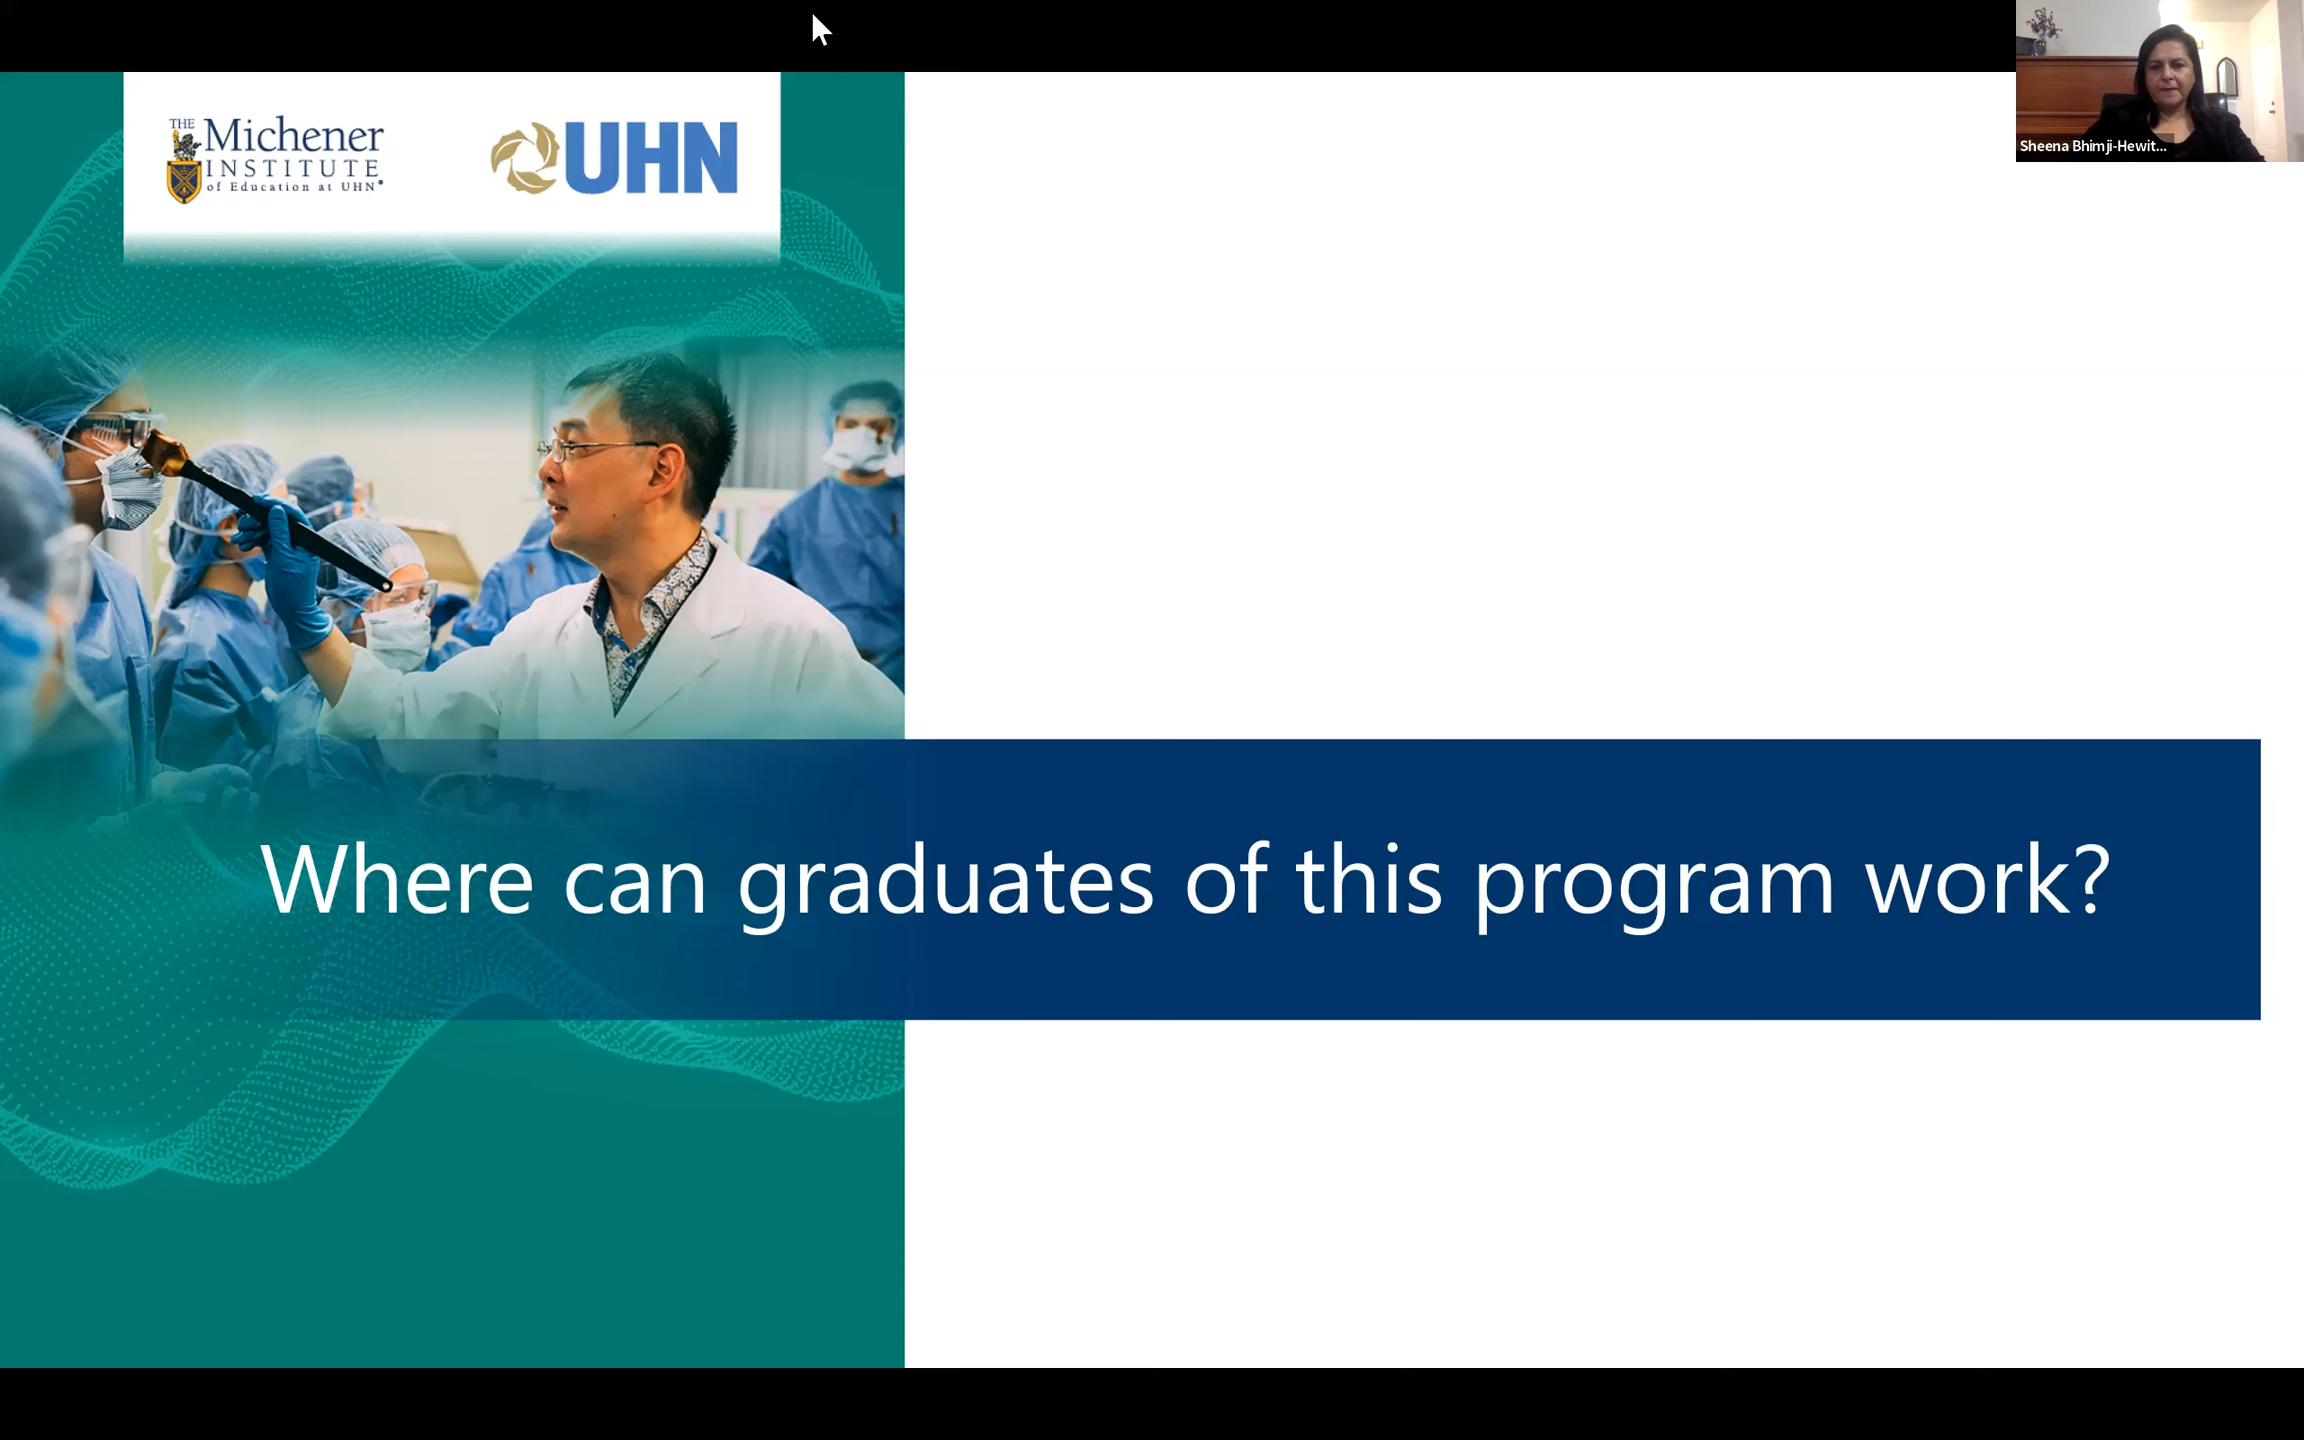 THE
Michener
INSTITUTE
of Education at UHN
UHN
Sheena Bhimji-Hewit...
Where can graduates of this program work?